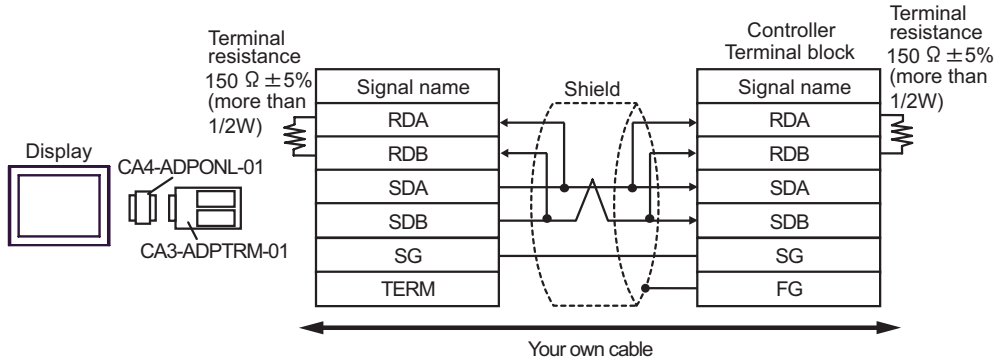 Terminal
resistance
150 Ω ±5%
(more than
1/2W)
Display
CA4-ADPONL-01
CA3-ADPTRM-01
Signal name
RDA
RDB
SDA
SDB
SG
TERM
Shield
Controller
Terminal block
Signal name
RDA
RDB
SDA
SDB
SG
FG
Terminal
resistance
150 Ω ±5%
(more than
1/2W)
Your own cable